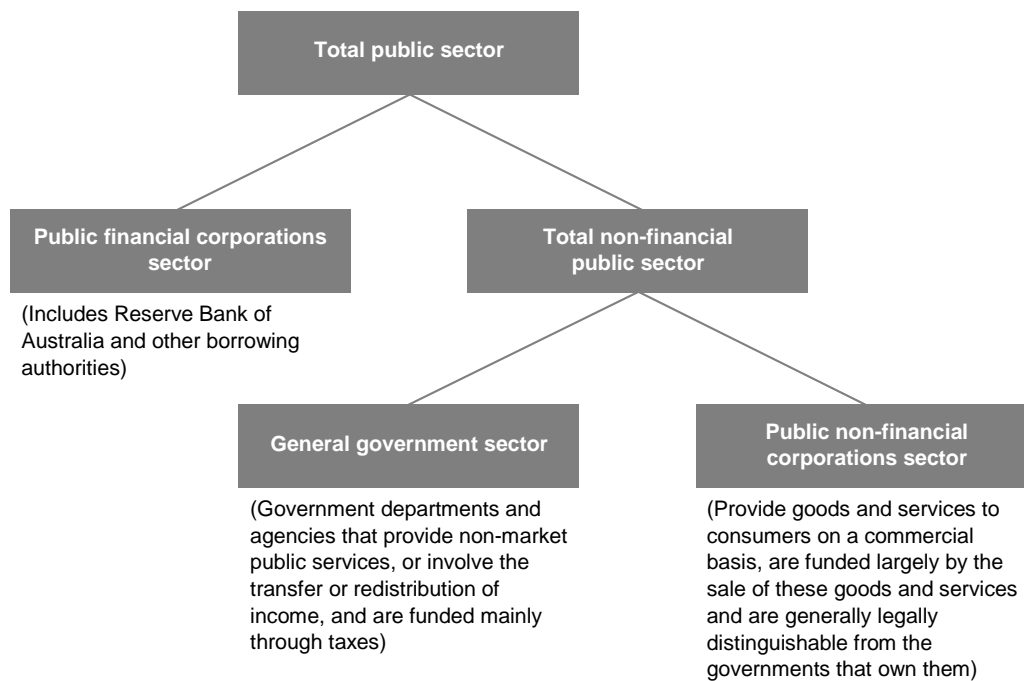 Total public sector
Public financial corporations
sector
Total non-financial
public sector
(Includes Reserve Bank of
Australia and other borrowing
authorities)
General government sector
Public non-financial
corporations sector
(Government departments and
agencies that provide non-market
public services, or involve the
transfer or redistribution of
income, and are funded mainly
through taxes)
(Provide goods and services to
consumers on a commercial
basis, are funded largely by the
sale of these goods and services
and are generally legally
distinguishable from the
governments that own them)